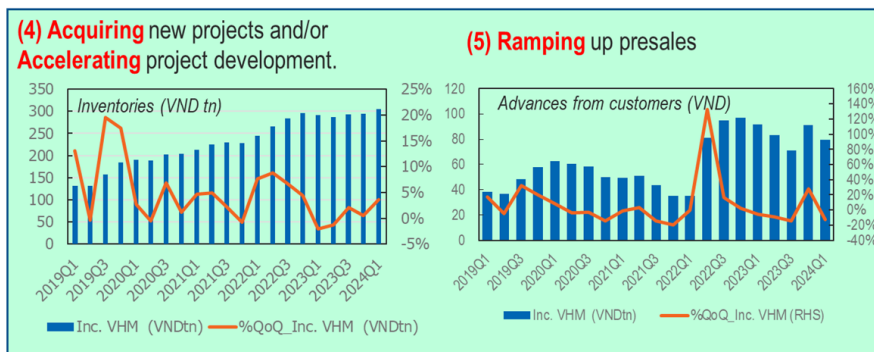 (4) Acquiring new projects and/or
Accelerating project development.
(5) Ramping up presales
Inventories (VND tn)
350
300
250
200
150
100
50
0
25%
20%
15%
10%
5%
0%
-5%
2019Q1
2019Q3
2020Q1
2020Q3
2021Q1
2021Q3
2022Q1
2022Q3
2023Q1
2023Q3
2024Q1
Inc. VHM (VNDtn)
%QoQ_Inc. VHM (VNDtn)
Advances from customers (VND)
120
100
80
60
40
20
0
160%
140%
120%
100%
80%
60%
40%
20%
0%
-20%
-40%
2019Q1
2019Q3
2020Q1
2020Q3
2021Q1
2021Q3
2022Q1
2022Q3
2023Q1
2023Q3
2024Q1
Inc. VHM (VNDtn)
%QoQ_Inc. VHM (RHS)